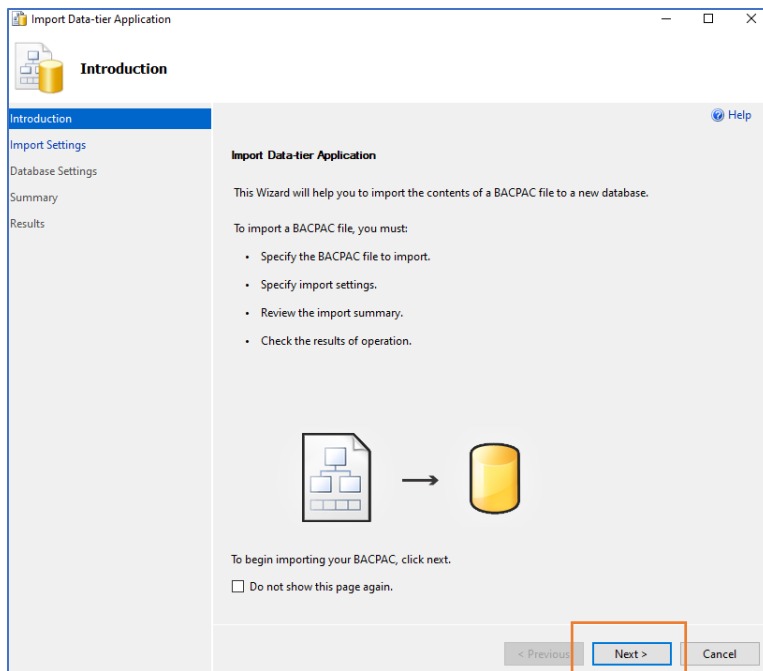 Import Data-tier Application
Introduction
Introduction
Import Settings
Database Settings
Summary
Results
Help
Import Data-tier Application
This Wizard will help you to import the contents of a BACPAC file to a new database.
To import a BACPAC file, you must:
• Specify the BACPAC file to import.
• Specify import settings.
• Review the import summary.
• Check the results of operation.
To begin importing your BACPAC, click next.
Do not show this page again.
< Previous
Next >
Cancel